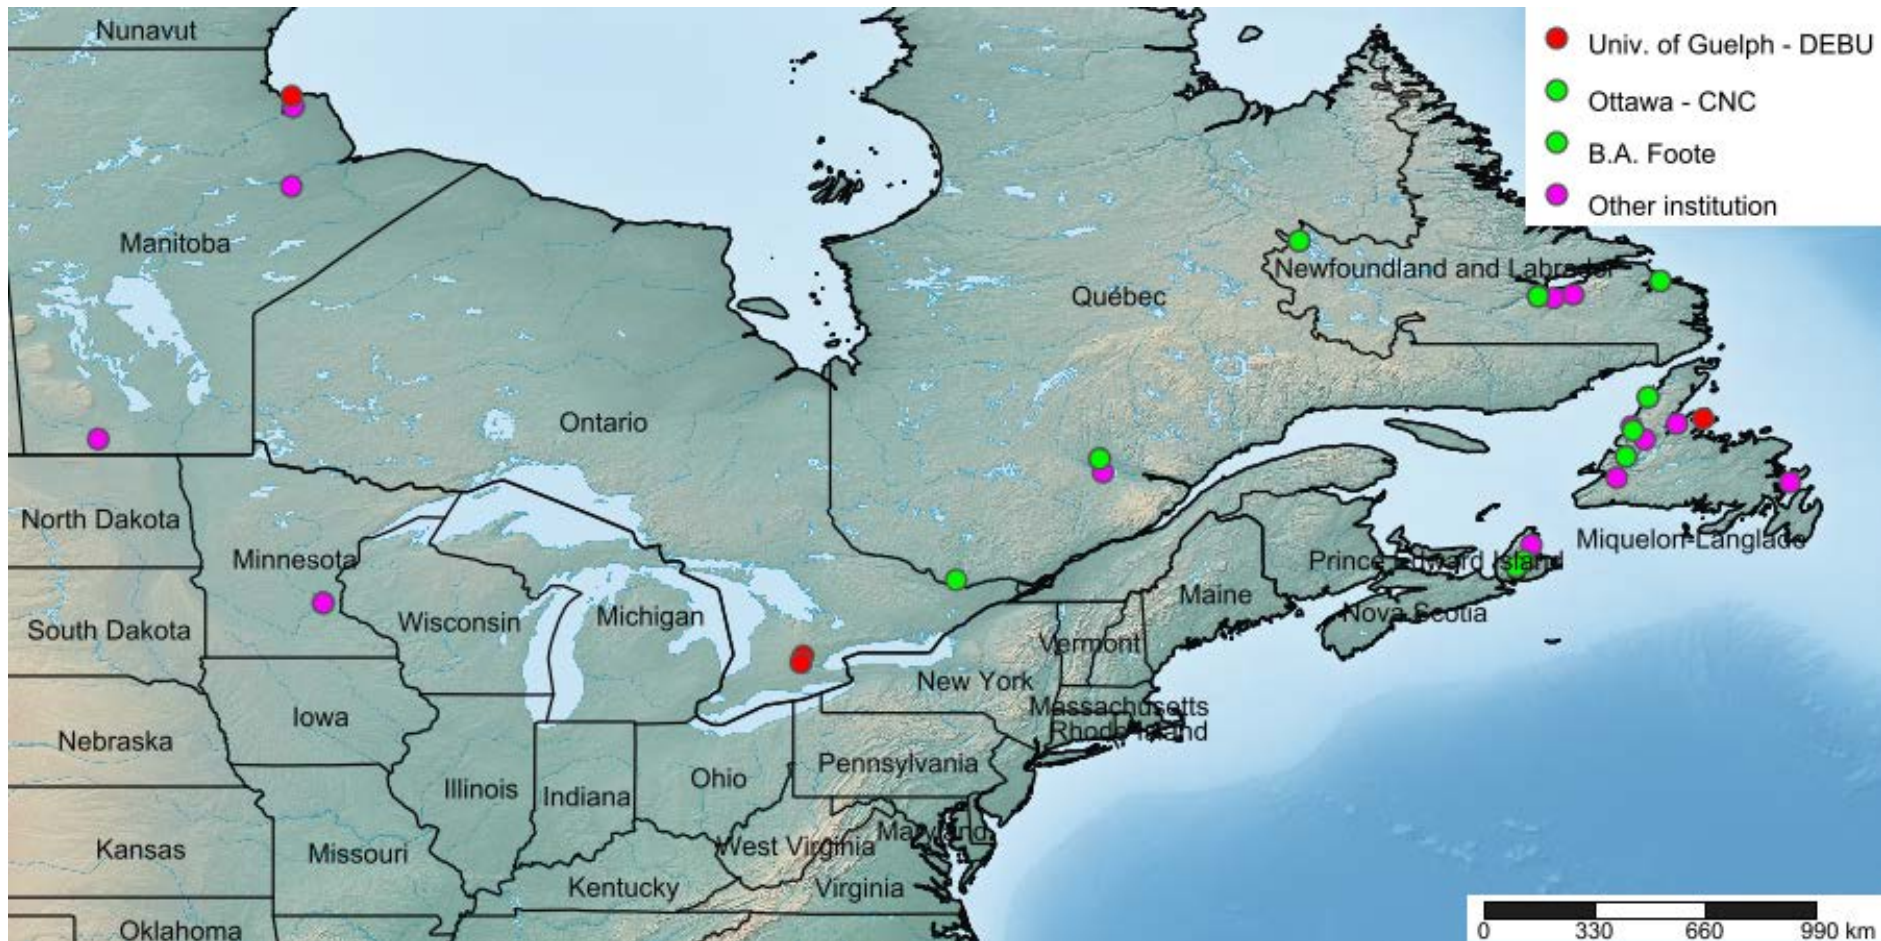 Nunavut
Univ. of Guelph - DEBU
Ottawa - CNC
B.A. Foote
Other institution
Manitoba
Newfoundland and Labrador
Québec
Ontario
North Dakota
Minnesota
Miquelon-Langlade
Prince Edward Island
Maine
Nova Scotia
South Dakota
Wisconsin
Michigan
Vermont
New York
Massachusetts
Iowa
Rhode Island
Nebraska
Pennsylvania
Ohio
Illinois
Indiana
Maryland
Kansas
Missouri
West Virginia
Kentucky
Virginia
Oklahoma
0 330 660 990 km